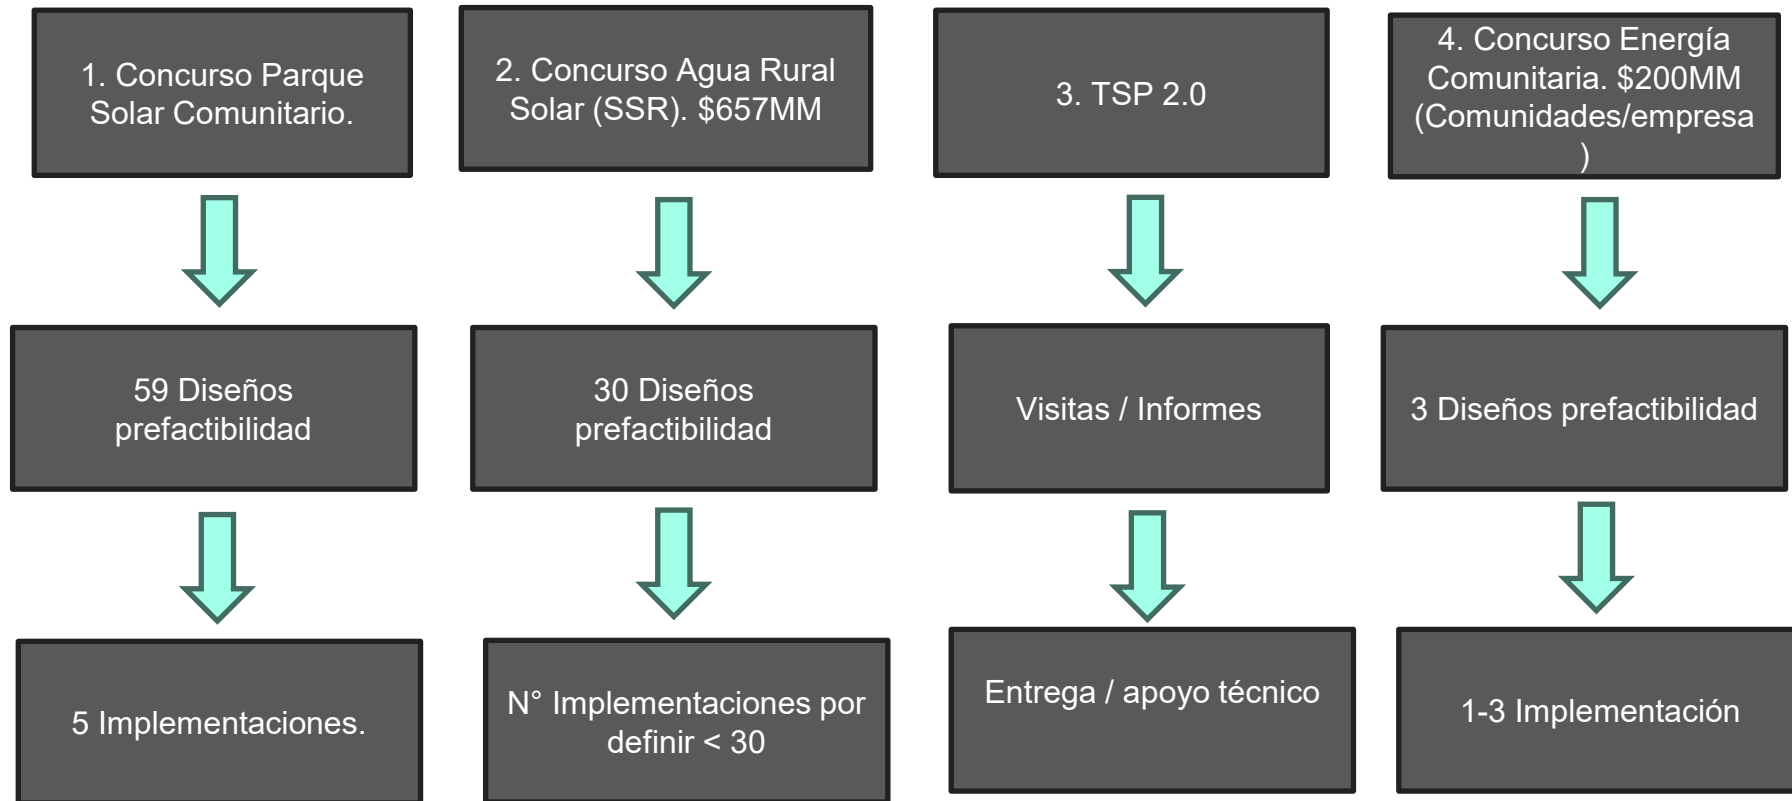 1. Concurso Parque
Solar Comunitario.
2. Concurso Agua Rural
Solar (SSR). $657MM
3. TSP 2.0
4. Concurso Energía
Comunitaria. $200MM
(Comunidades/empresa
)
59 Diseños
prefactibilidad
30 Diseños
prefactibilidad
Visitas / Informes
3 Diseños prefactibilidad
5 Implementaciones.
N° Implementaciones por
definir < 30
Entrega / apoyo técnico
1-3 Implementación